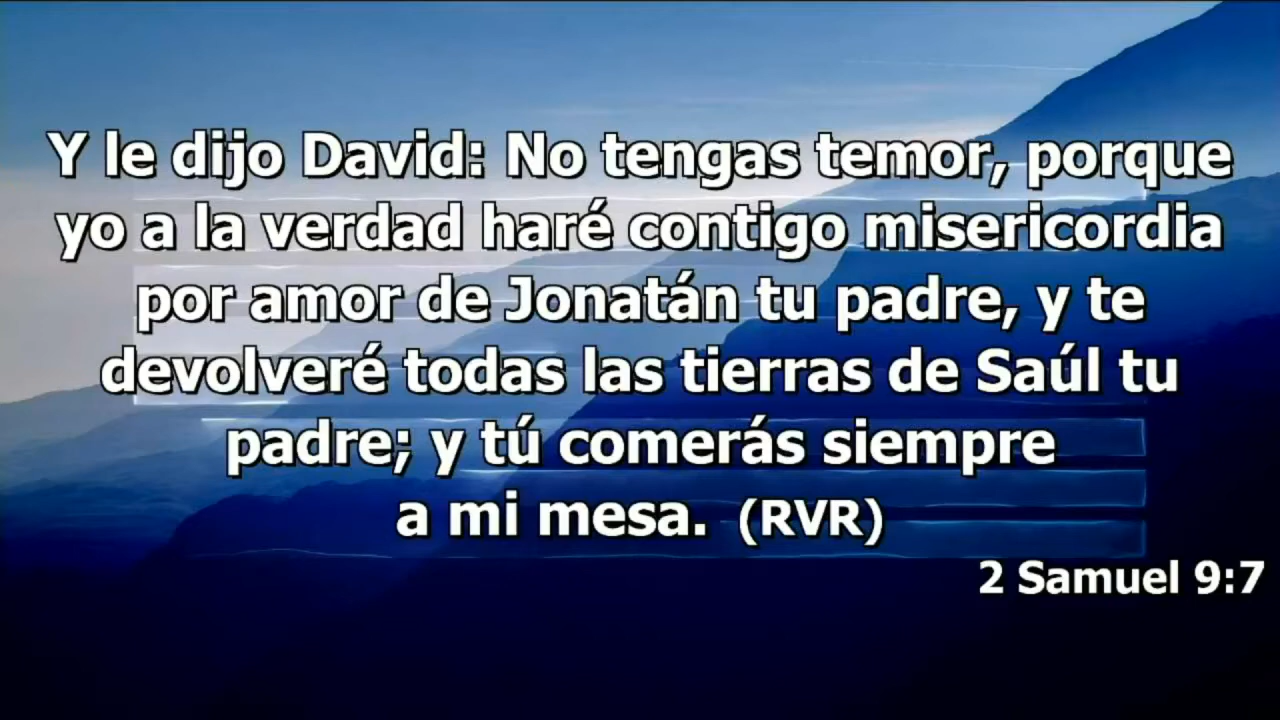 Y le dijo David: No tengas temor, porque
yo a la verdad haré contigo misericordia
por amor de Jonatán tu padre, y te
devolveré todas las tierras de Saúl tu
padre; y tú comerás siempre
a mi mesa. (RVR)
2 Samuel 9:7